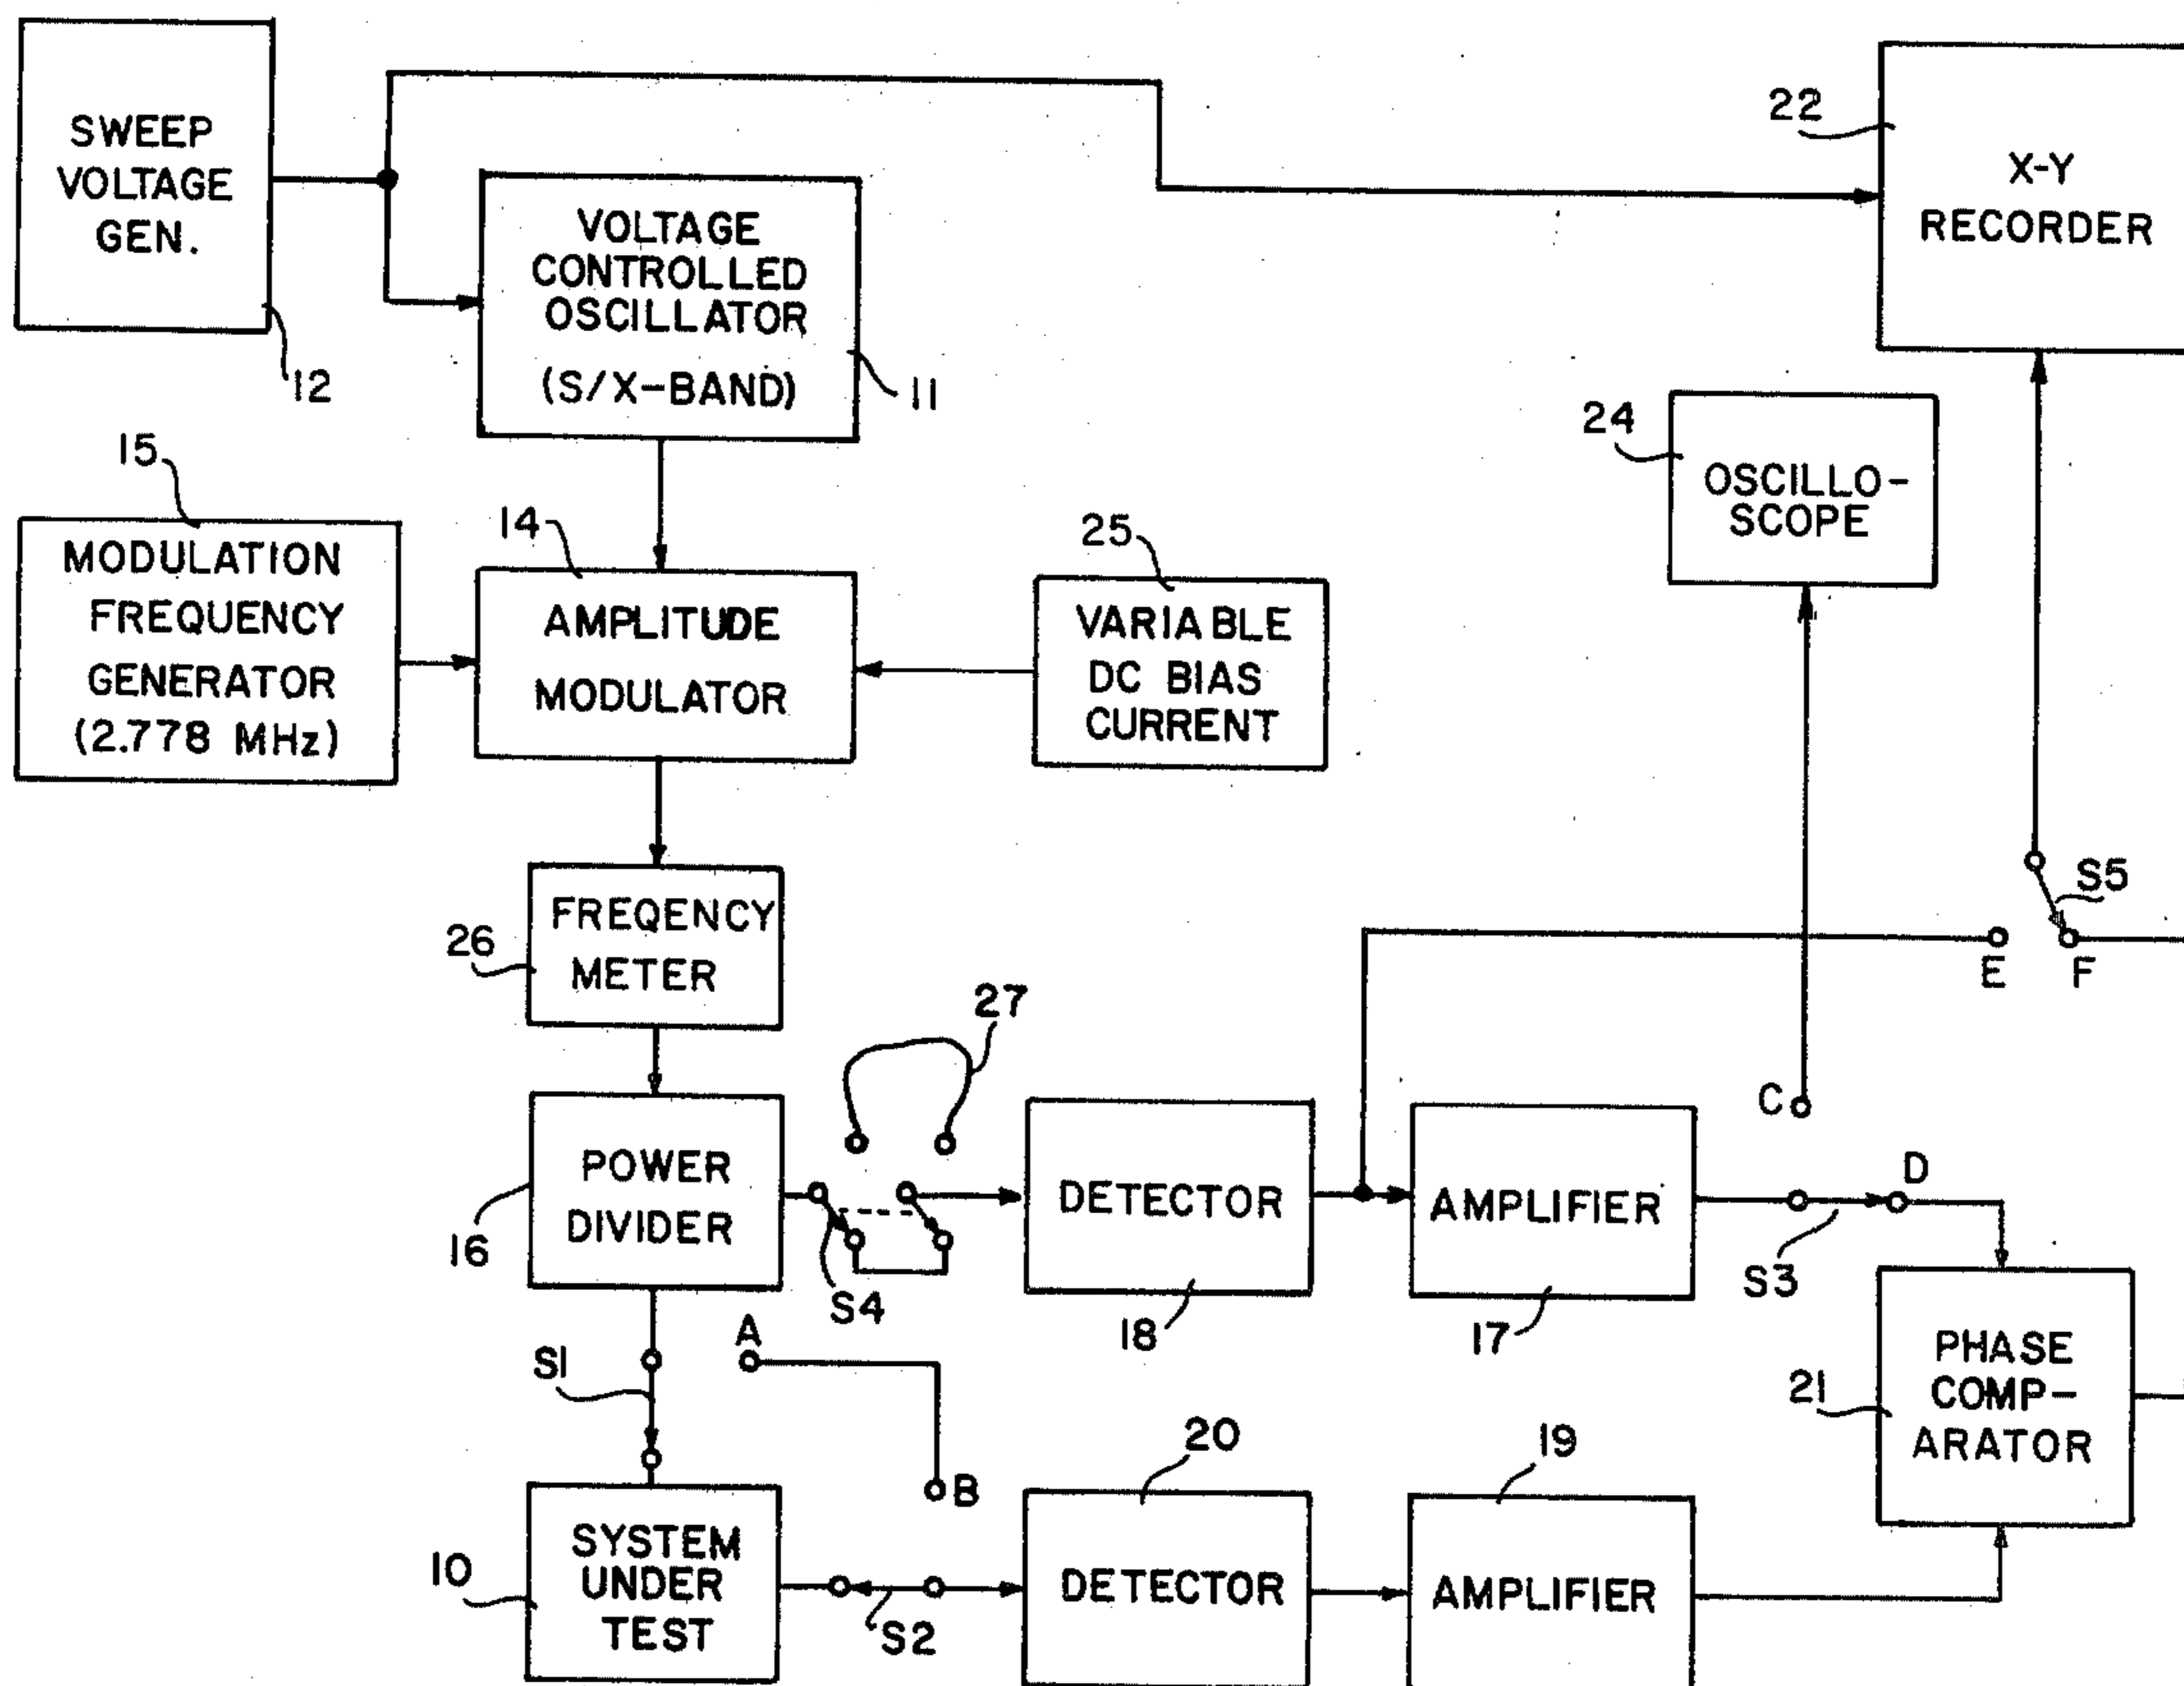 SWEEP
VOLTAGE
GEN.
12
VOLTAGE
CONTROLLED
OSCILLATOR
(S/X-BAND)
11
22
X-Y
RECORDER
24
OSCILLO-
SCOPE
15
MODULATION
FREQUENCY
GENERATOR
(2.778 MHz)
14
AMPLITUDE
MODULATOR
25
VARIABLE
DC BIAS
CURRENT
26
FREQENCY
METER
27
S5
E
F
C
16
POWER
DIVIDER
S4
DETECTOR
18
AMPLIFIER
17
D
S3
S1
A
B
21
PHASE
COMP-
ARATOR
10
SYSTEM
UNDER
TEST
S2
20
DETECTOR
19
AMPLIFIER